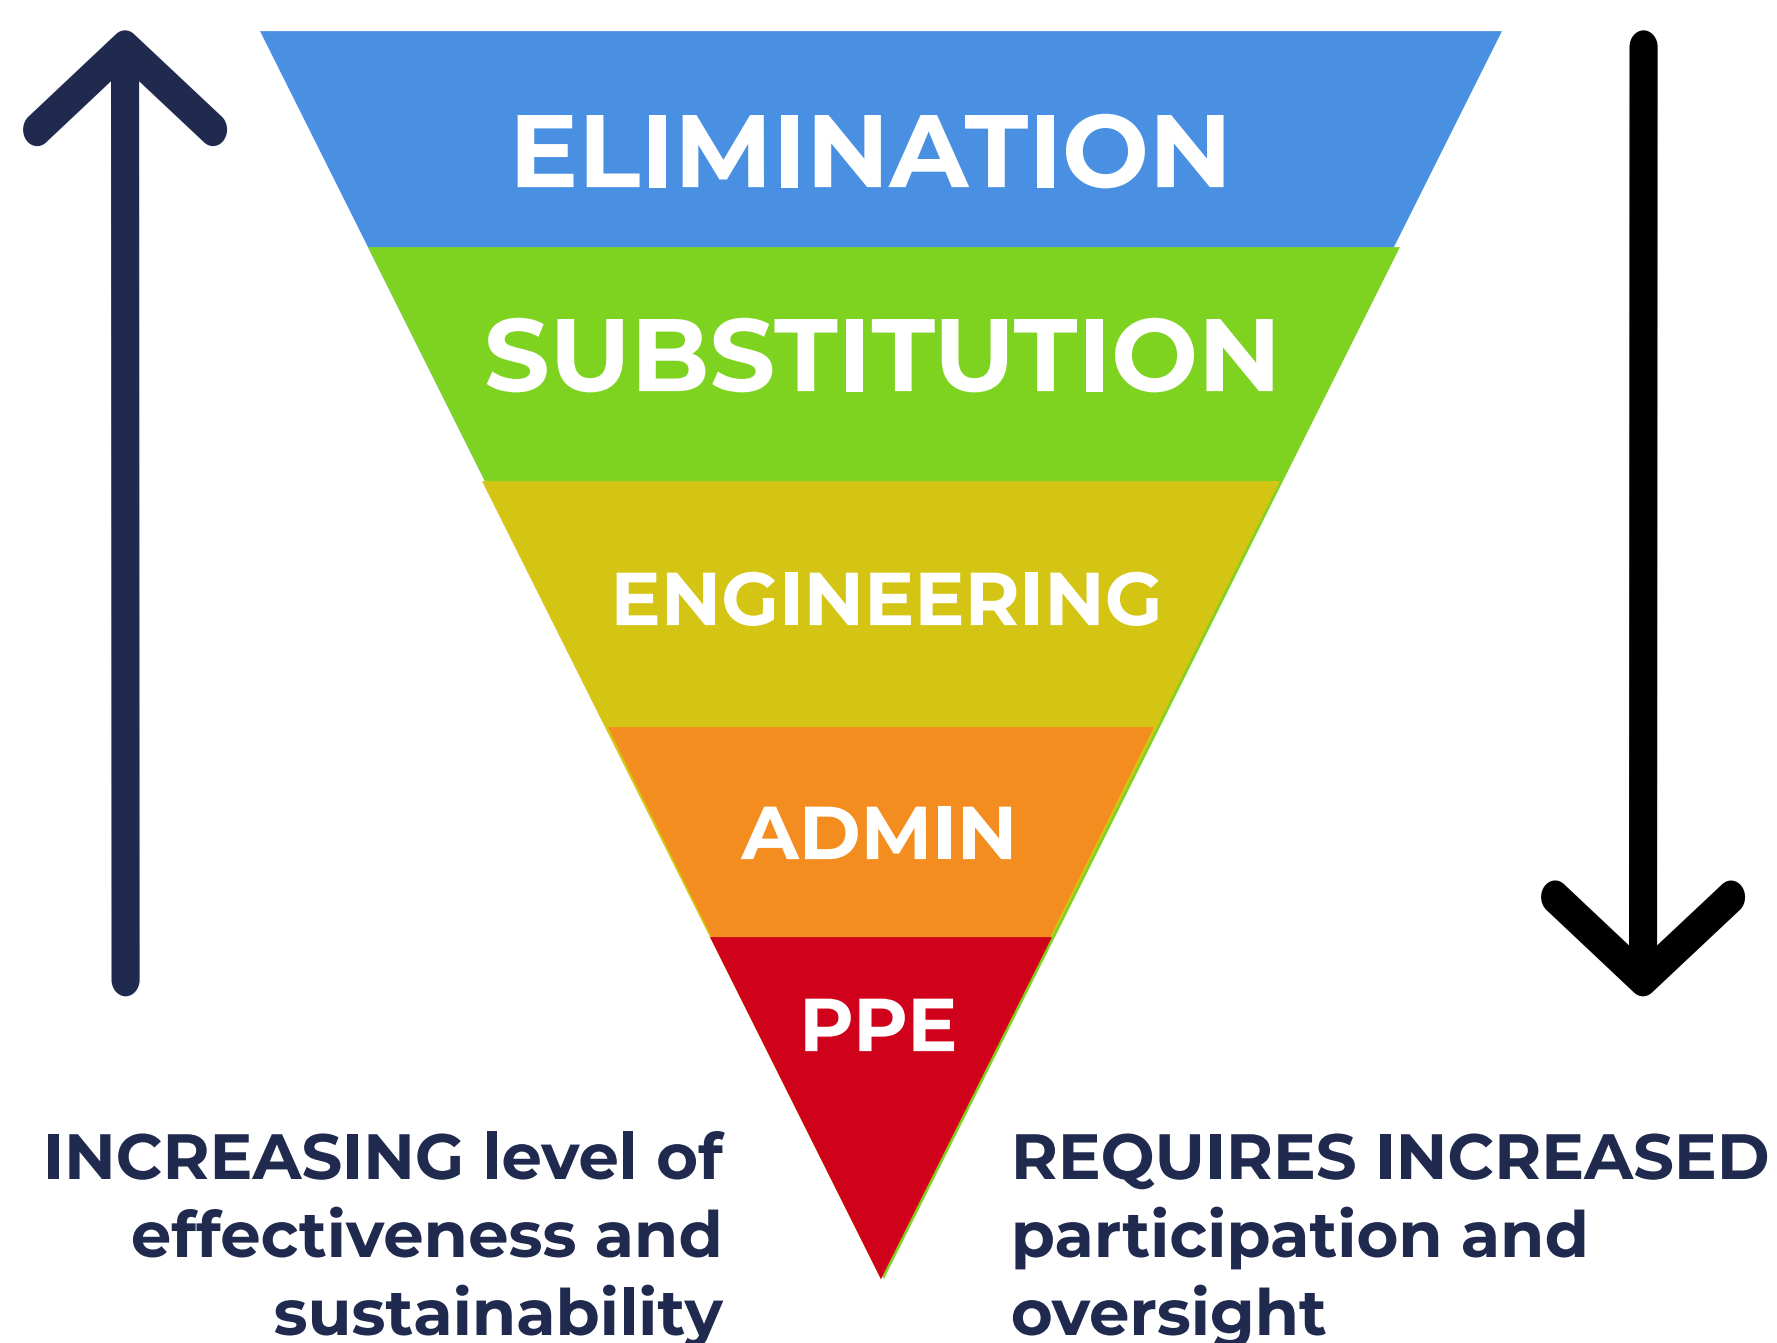 ELIMINATION
SUBSTITUTION
ENGINEERING
ADMIN
PPE
INCREASING level of
effectiveness and
sustainability
REQUIRES INCREASED
participation and
oversight